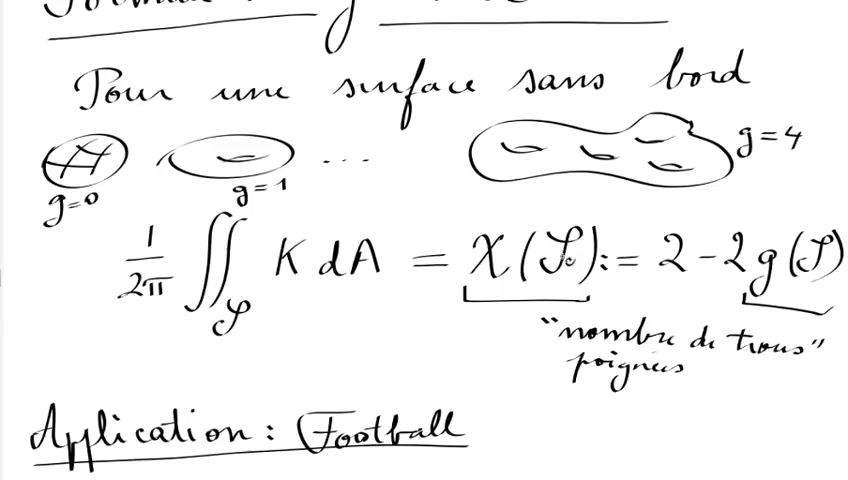 Pour une surface sans bord
g=0 g=1 ... g=4
1/2π ∬_𝒮 K dA = χ(𝒮) := 2 - 2g(𝒮)
"nombre de trous"
poignées
Application : Football